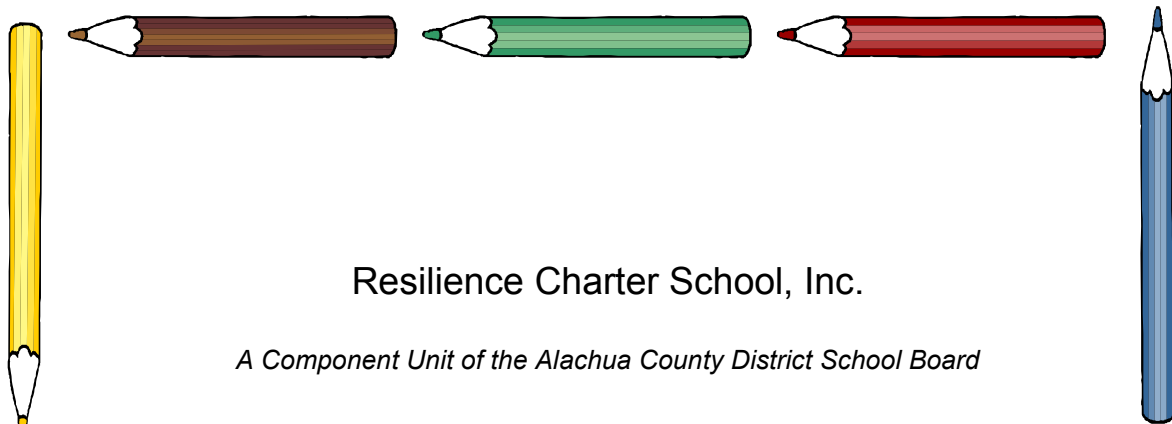 Resilience Charter School, Inc.
A Component Unit of the Alachua County District School Board